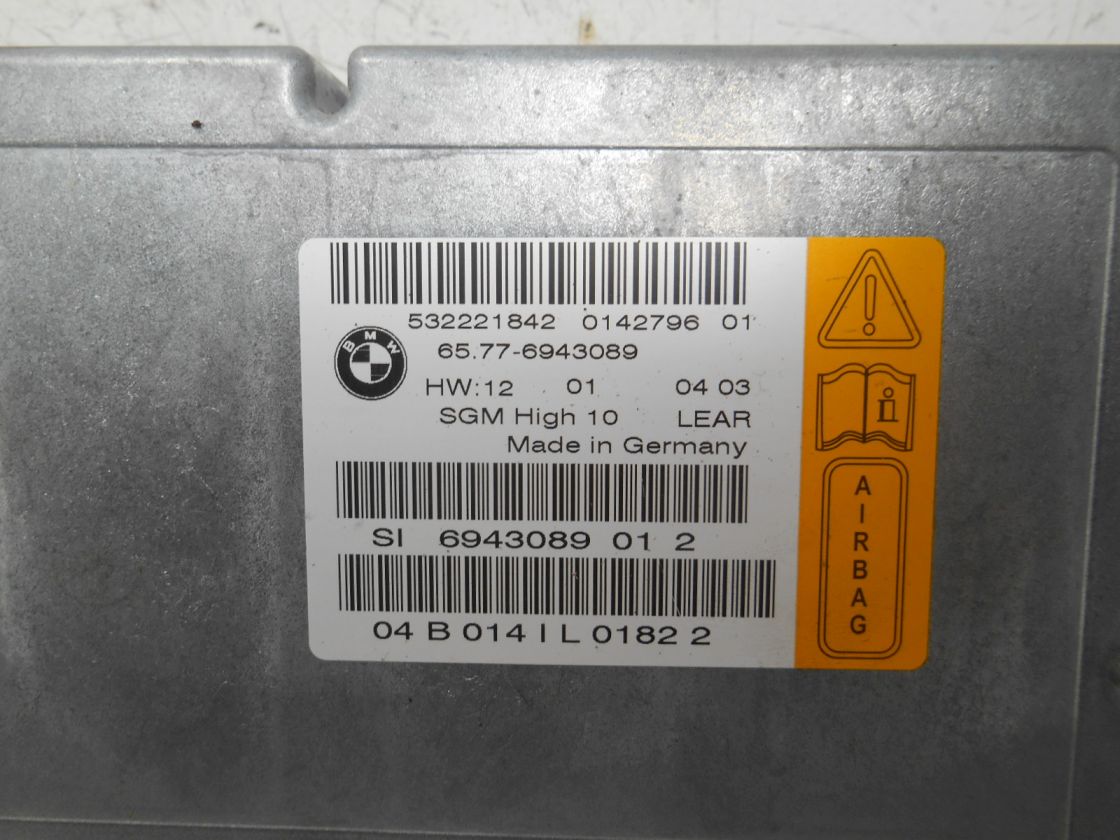 532221842 0142796 01
BMW
65.77-6943089
HW:12 01 04 03
SGM High 10 LEAR
Made in Germany
SI 6943089 01 2
04 B 014 I L 0182 2
!
i
AIRBAG